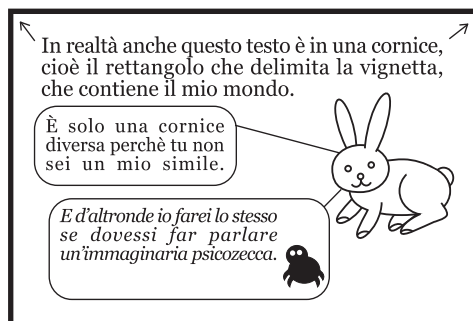 In realtà anche questo testo è in una cornice,
cioè il rettangolo che delimita la vignetta,
che contiene il mio mondo.
È solo una cornice
diversa perchè tu non
sei un mio simile.
E d'altronde io farei lo stesso
se dovessi far parlare
un'immaginaria psicozecca.